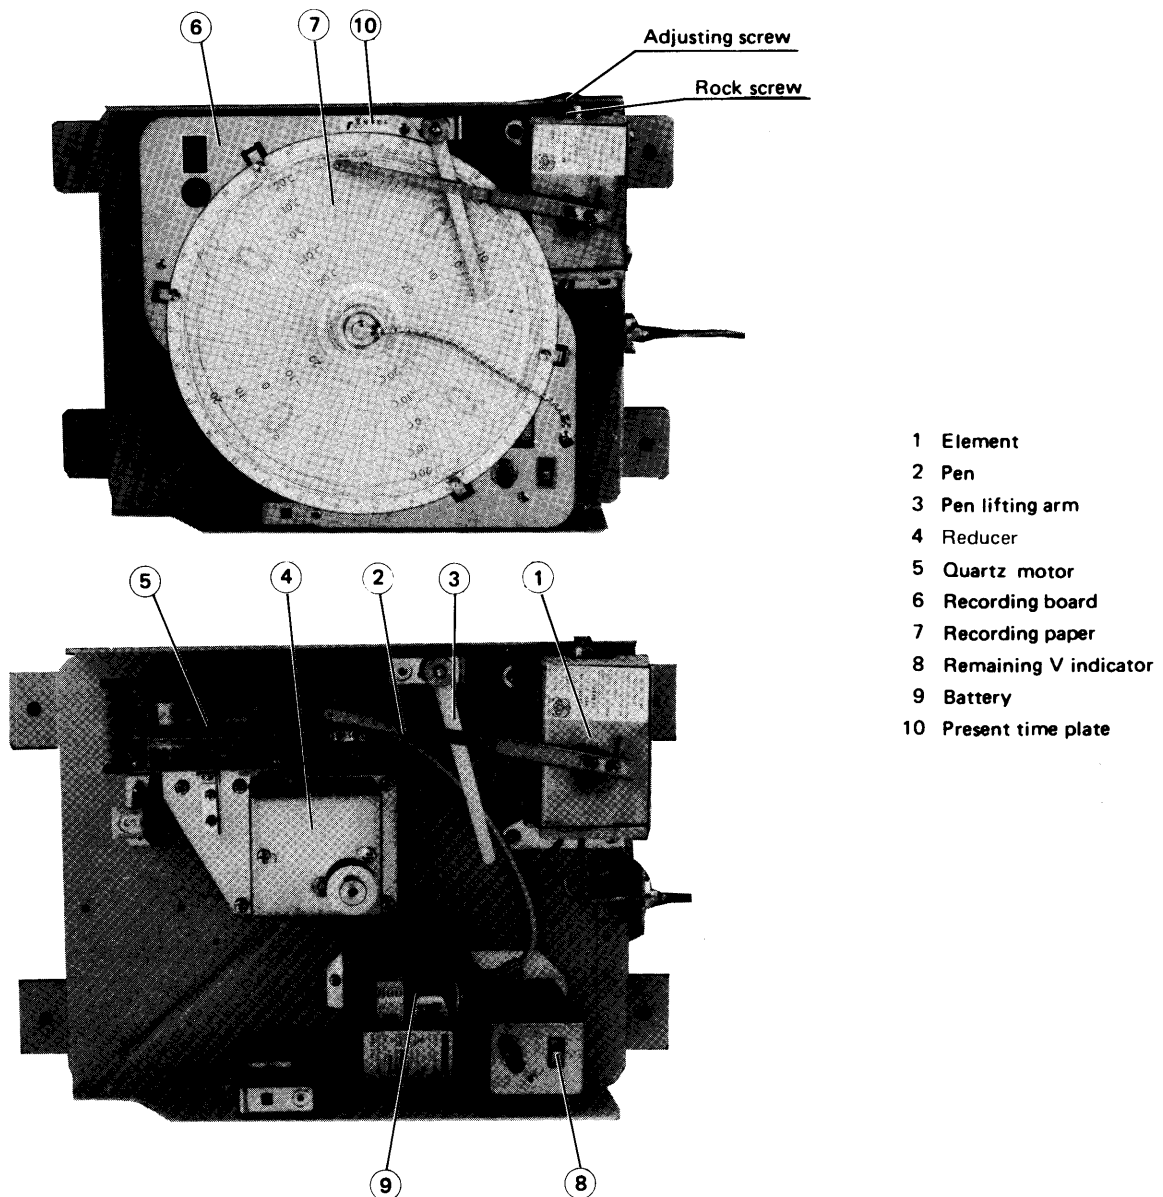 6 7 10
Adjusting screw
Rock screw
1 Element
2 Pen
3 Pen lifting arm
4 Reducer
5 Quartz motor
6 Recording board
7 Recording paper
8 Remaining V indicator
9 Battery
10 Present time plate
5 4 2 3 1
9 8